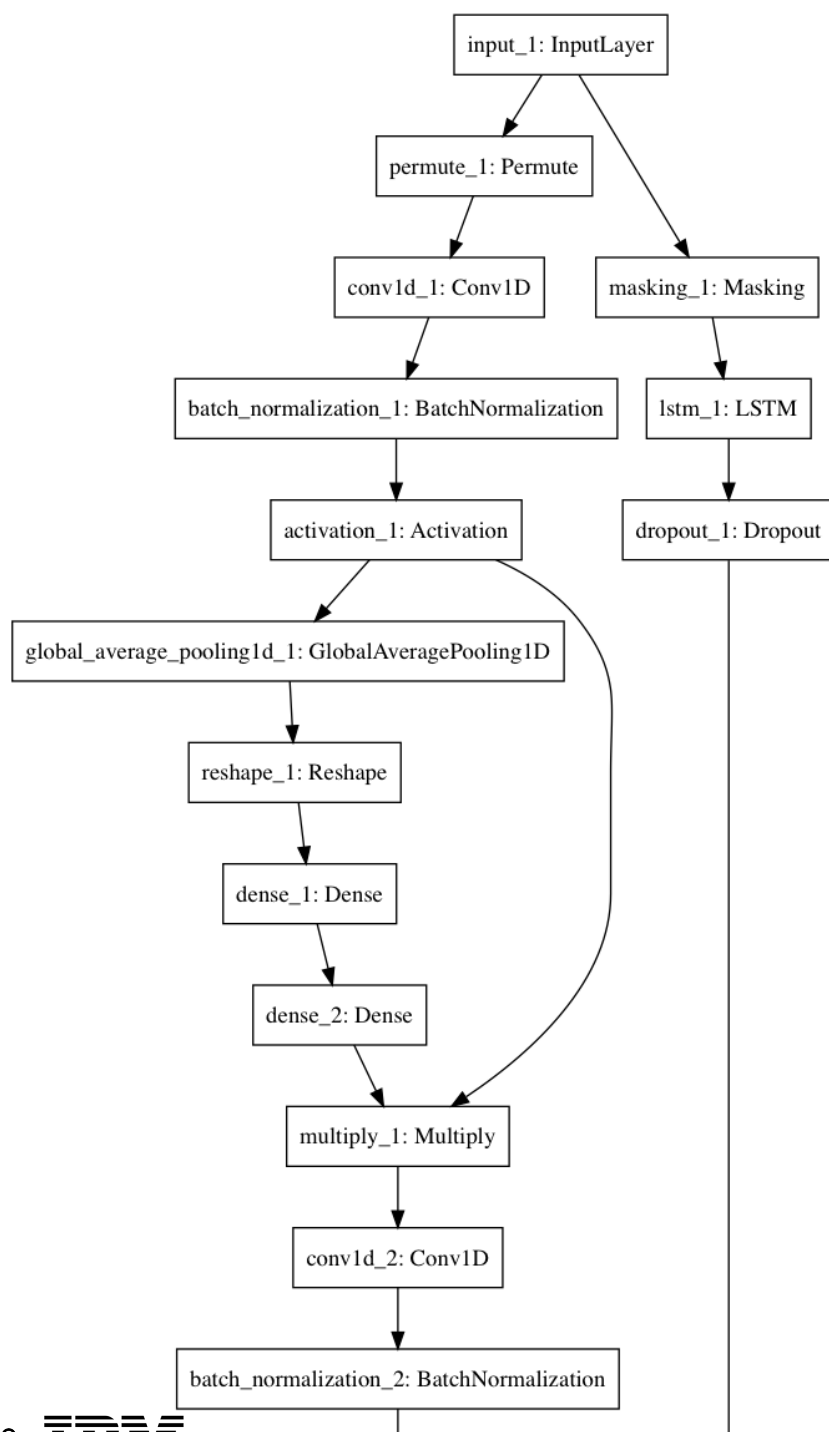 input_1: InputLayer
permute_1: Permute
conv1d_1: Conv1D
masking_1: Masking
batch_normalization_1: BatchNormalization
lstm_1: LSTM
activation_1: Activation
dropout_1: Dropout
global_average_pooling1d_1: GlobalAveragePooling1D
reshape_1: Reshape
dense_1: Dense
dense_2: Dense
multiply_1: Multiply
conv1d_2: Conv1D
batch_normalization_2: BatchNormalization